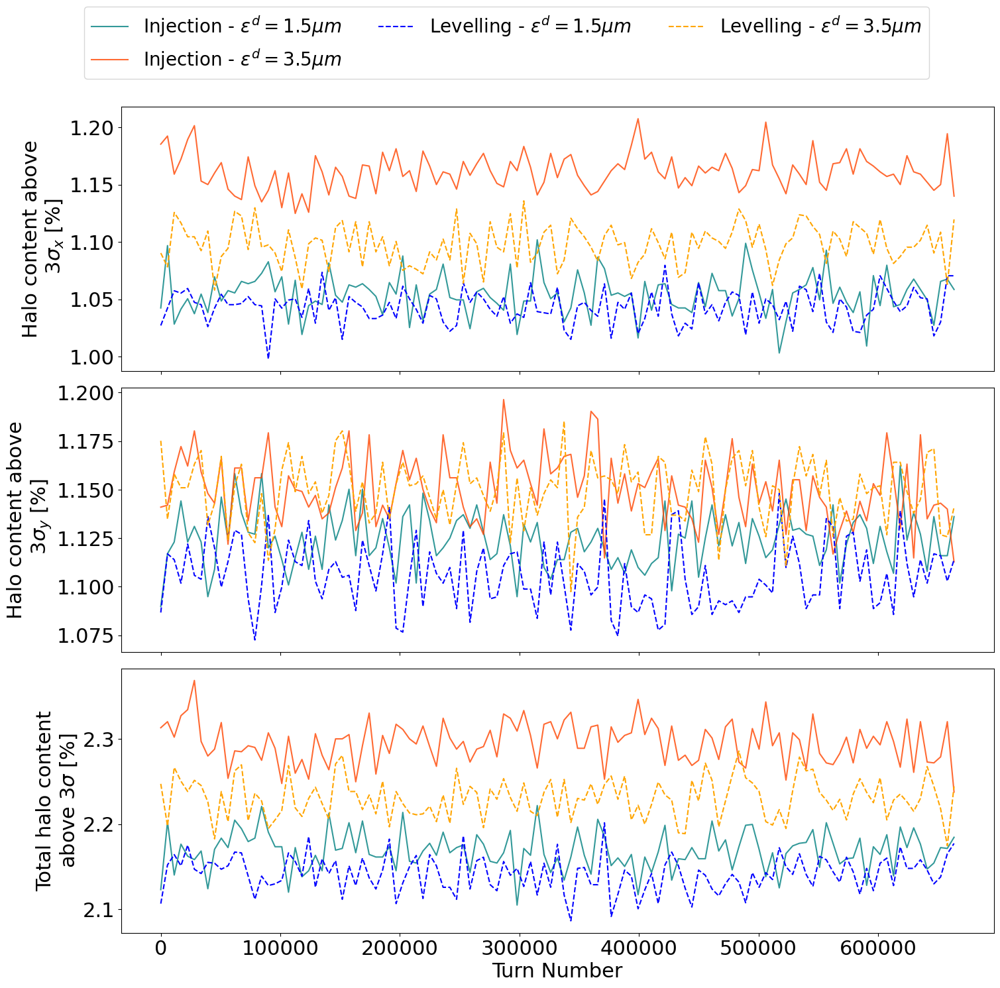 Injection - εᵈ = 1.5μm Levelling - εᵈ = 1.5μm Levelling - εᵈ = 3.5μm
Injection - εᵈ = 3.5μm
Halo content above
3σₓ [%]
1.20
1.15
1.10
1.05
1.00
Halo content above
3σ_y [%]
1.200
1.175
1.150
1.125
1.100
1.075
Total halo content
above 3σ [%]
2.3
2.2
2.1
0 100000 200000 300000 400000 500000 600000
Turn Number